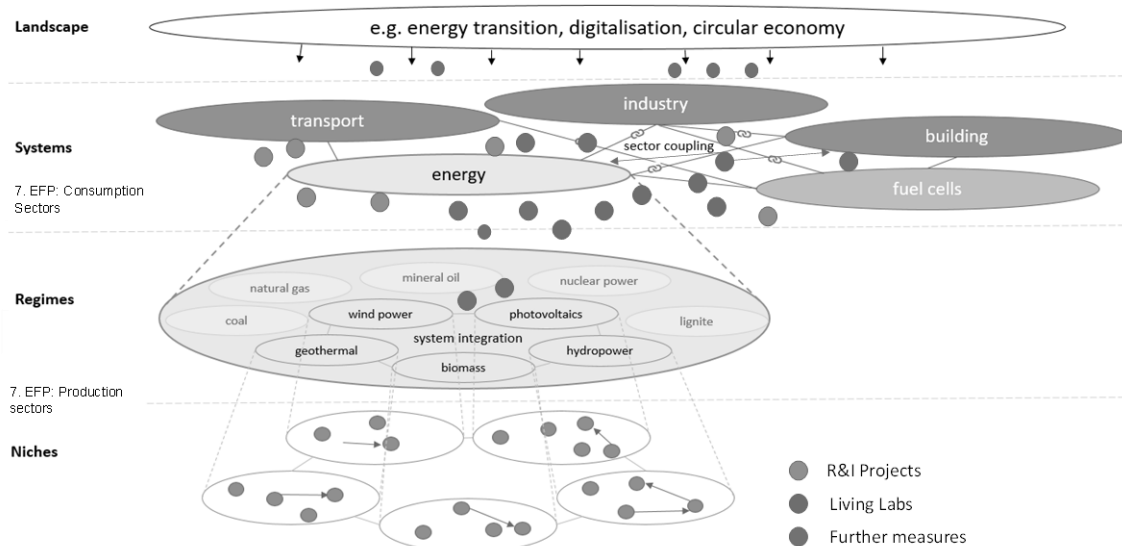 Landscape
e.g. energy transition, digitalisation, circular economy
industry
transport
building
Systems
sector coupling
energy
fuel cells
7. EFP: Consumption
Sectors
mineral oil
nuclear power
natural gas
Regimes
wind power
photovoltaics
coal
lignite
system integration
geothermal
hydropower
biomass
7. EFP: Production
sectors
Niches
R&I Projects
Living Labs
Further measures